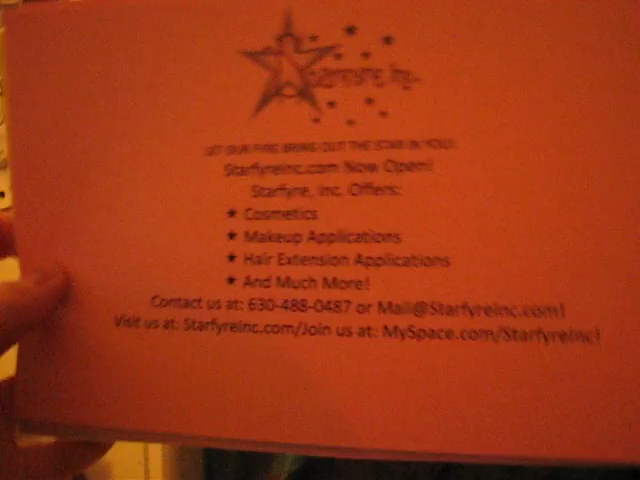 Starfyre, Inc.
LET OUR FYRE BRING OUT THE STAR IN YOU!
StarfyreInc.com Now Open!
Starfyre, Inc. Offers:
★ Cosmetics
★ Makeup Applications
★ Hair Extension Applications
★ And Much More!
Contact us at: 630-488-0487 or Mail@StarfyreInc.com!
Visit us at: StarfyreInc.com/Join us at: MySpace.com/StarfyreInc!